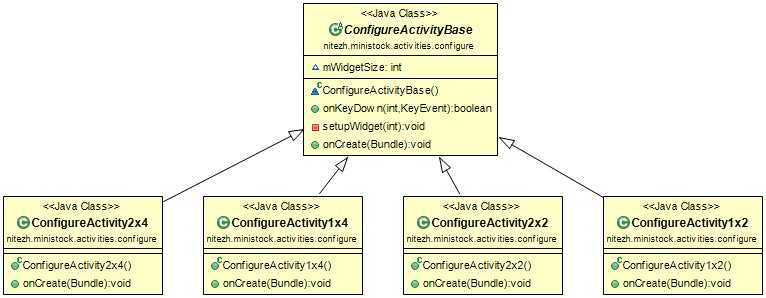 <<Java Class>>
ConfigureActivityBase
nitezh.ministock.activities.configure
mWidgetSize: int
ConfigureActivityBase()
onKeyDown(int,KeyEvent):boolean
setupWidget(int):void
onCreate(Bundle):void
<<Java Class>>
ConfigureActivity2x4
nitezh.ministock.activities.configure
ConfigureActivity2x4()
onCreate(Bundle):void
<<Java Class>>
ConfigureActivity1x4
nitezh.ministock.activities.configure
ConfigureActivity1x4()
onCreate(Bundle):void
<<Java Class>>
ConfigureActivity2x2
nitezh.ministock.activities.configure
ConfigureActivity2x2()
onCreate(Bundle):void
<<Java Class>>
ConfigureActivity1x2
nitezh.ministock.activities.configure
ConfigureActivity1x2()
onCreate(Bundle):void